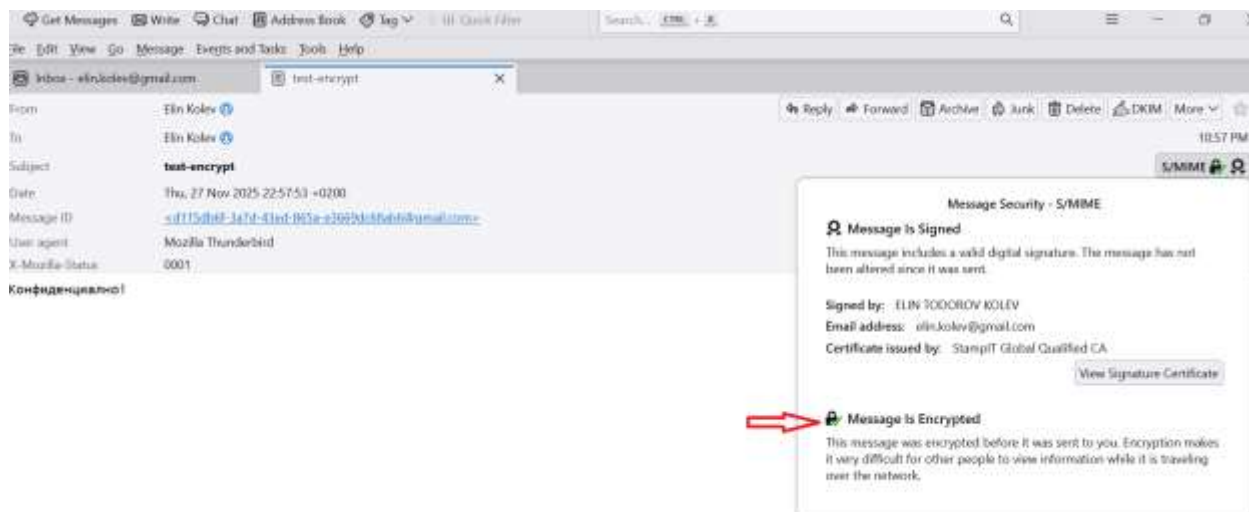 Get Messages Write Chat Address Book Tag Quick Filter Search... CTRL + K
File Edit View Go Message Events and Tasks Tools Help
Inbox - elin.kolev@gmail.com test-encrypt
From Elin Kolev Reply Forward Archive Junk Delete DKIM More
To Elin Kolev 10:57 PM
Subject test-encrypt S/MIME
Date Thu, 27 Nov 2025 22:57:53 +0200
Message ID
User agent Mozilla Thunderbird
X-Mozilla-Status 0001
Конфиденциално!
Message Security - S/MIME
Message Is Signed
This message includes a valid digital signature. The message has not
been altered since it was sent.
Signed by: ELIN TODOROV KOLEV
Email address: elin.kolev@gmail.com
Certificate issued by: StampIT Global Qualified CA
View Signature Certificate
Message Is Encrypted
This message was encrypted before it was sent to you. Encryption makes
it very difficult for other people to view information while it is traveling
over the network.